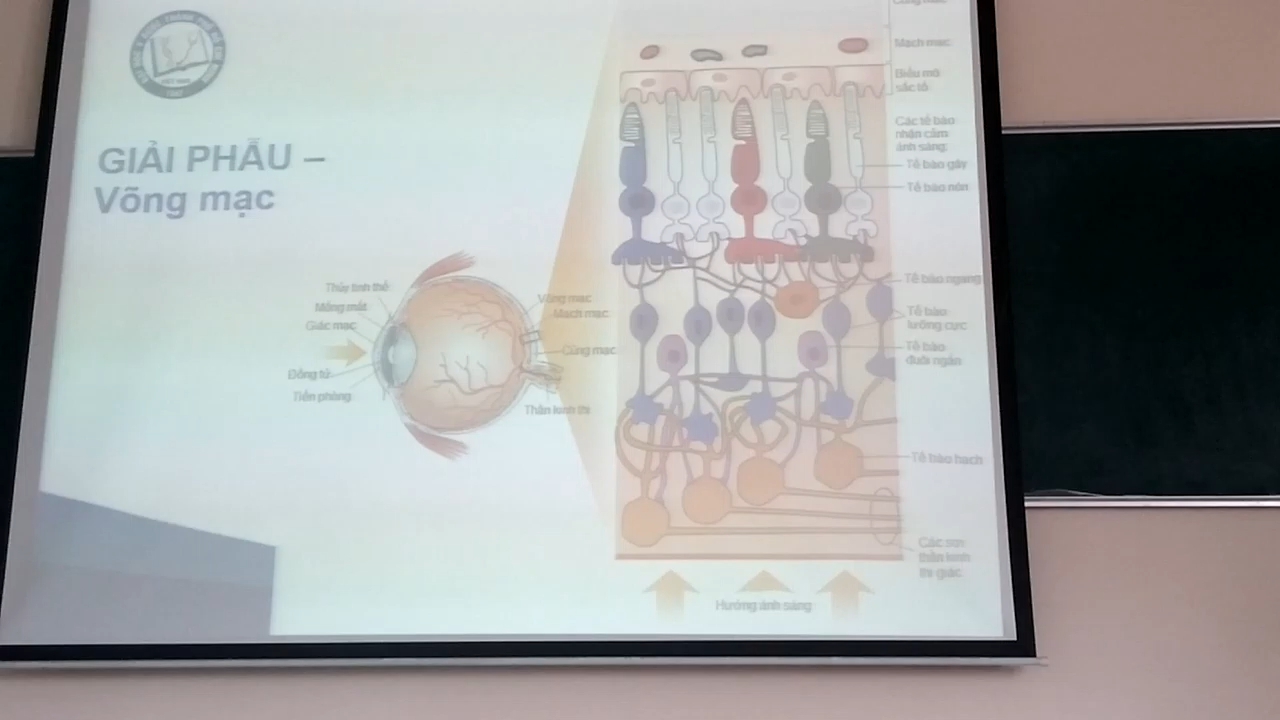 GIẢI PHẪU –
Võng mạc
Thủy tinh thể
Mống mắt
Giác mạc
Đồng tử
Tiền phòng
Võng mạc
Mạch mạc
Củng mạc
Thần kinh thị
Mạch mạc
Biểu mô
sắc tố
Các tế bào
nhận cảm
ánh sáng:
Tế bào gậy
Tế bào nón
Tế bào ngang
Tế bào
lưỡng cực
Tế bào
đuôi ngắn
Tế bào hạch
Các sợi
thần kinh
thị giác
Hướng ánh sáng
VIỆT NAM